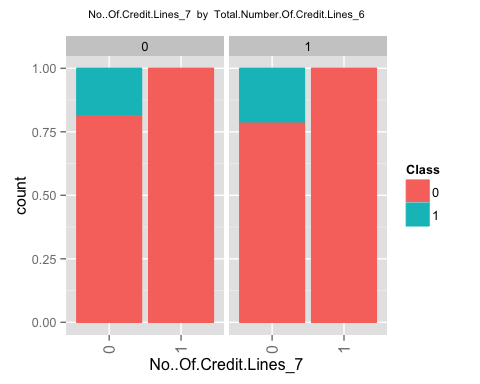 No..Of.Credit.Lines_7 by Total.Number.Of.Credit.Lines_6
0 1
1.00
0.75
0.50
0.25
0.00
count
0 1 0 1
No..Of.Credit.Lines_7
Class
0
1